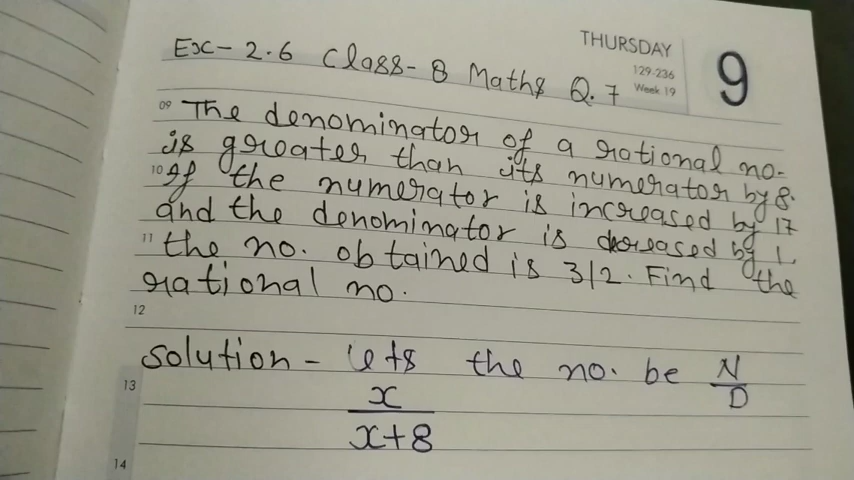 THURSDAY
129-236
Week 19
9
Ex-2.6 Class-8 Maths Q.7
09 The denominator of a rational no.
is greater than its numerator by 8.
10 If the numerator is increased by 17
and the denominator is decreased by 1,
11 the no. obtained is 3/2. Find the
rational no.
12
Solution - lets the no. be N/D
13
x/x+8
14